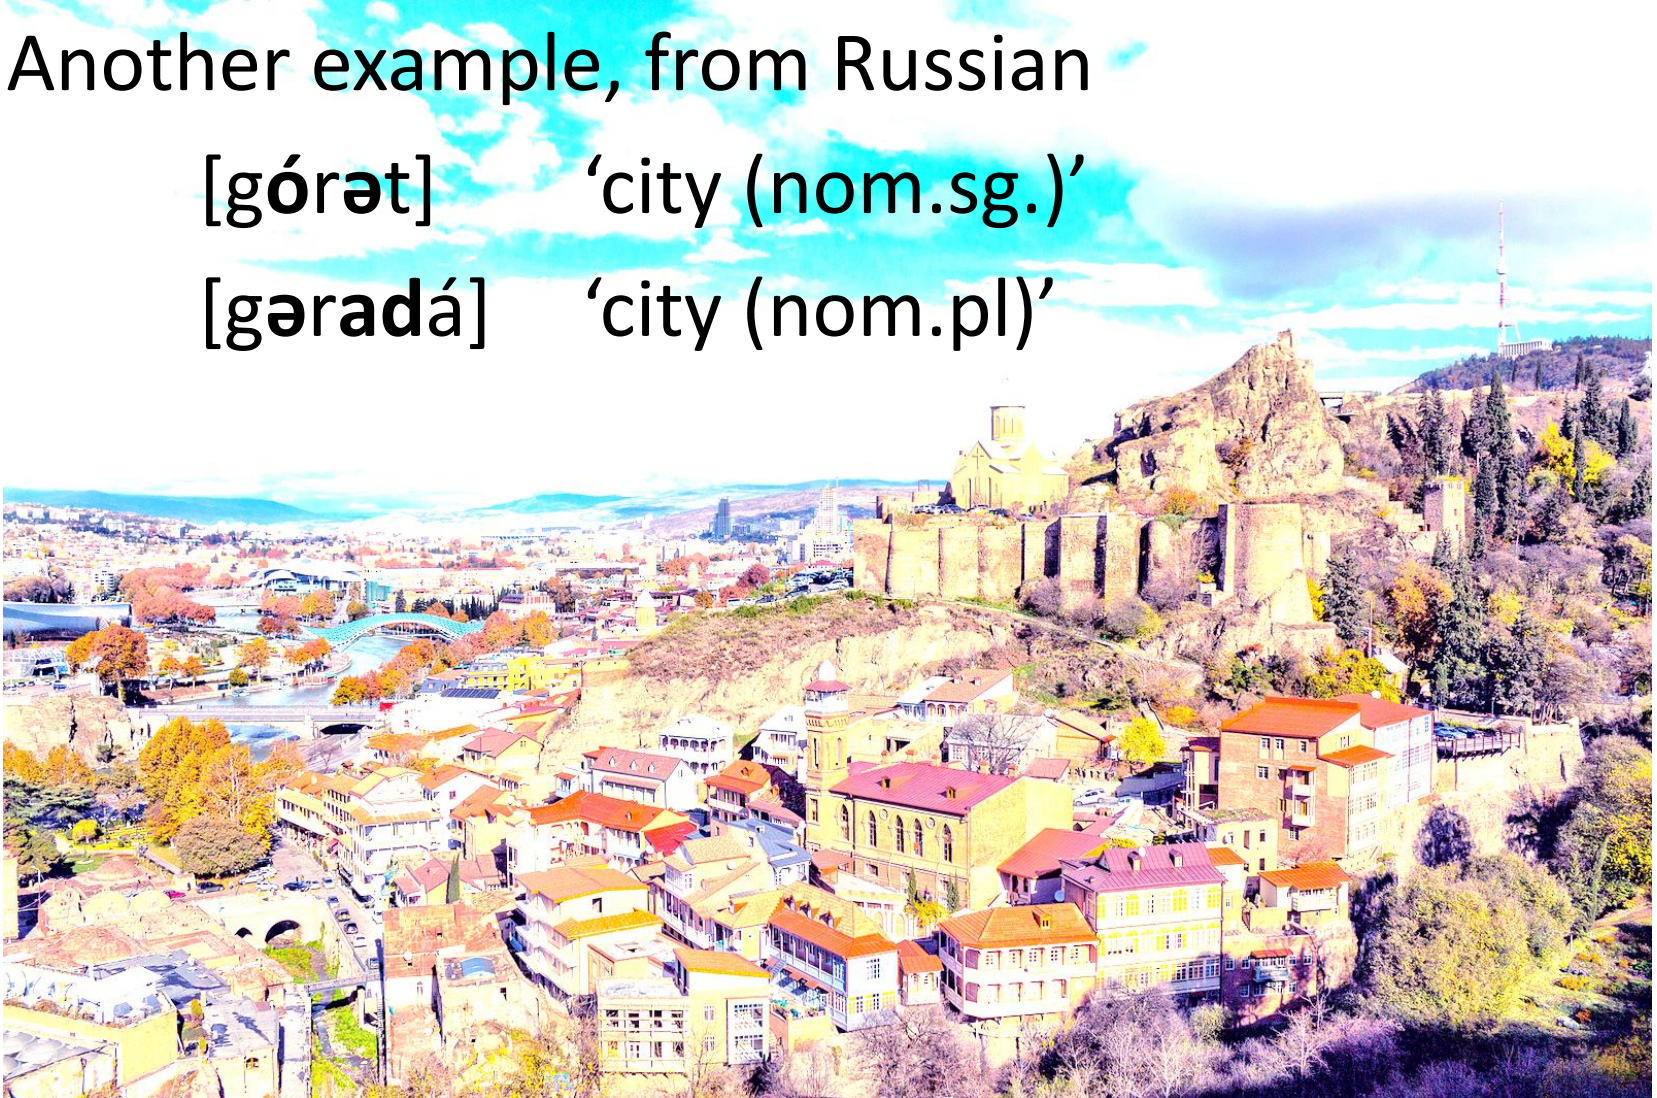 Another example, from Russian
[górət] ‘city (nom.sg.)’
[gəradá] ‘city (nom.pl)’